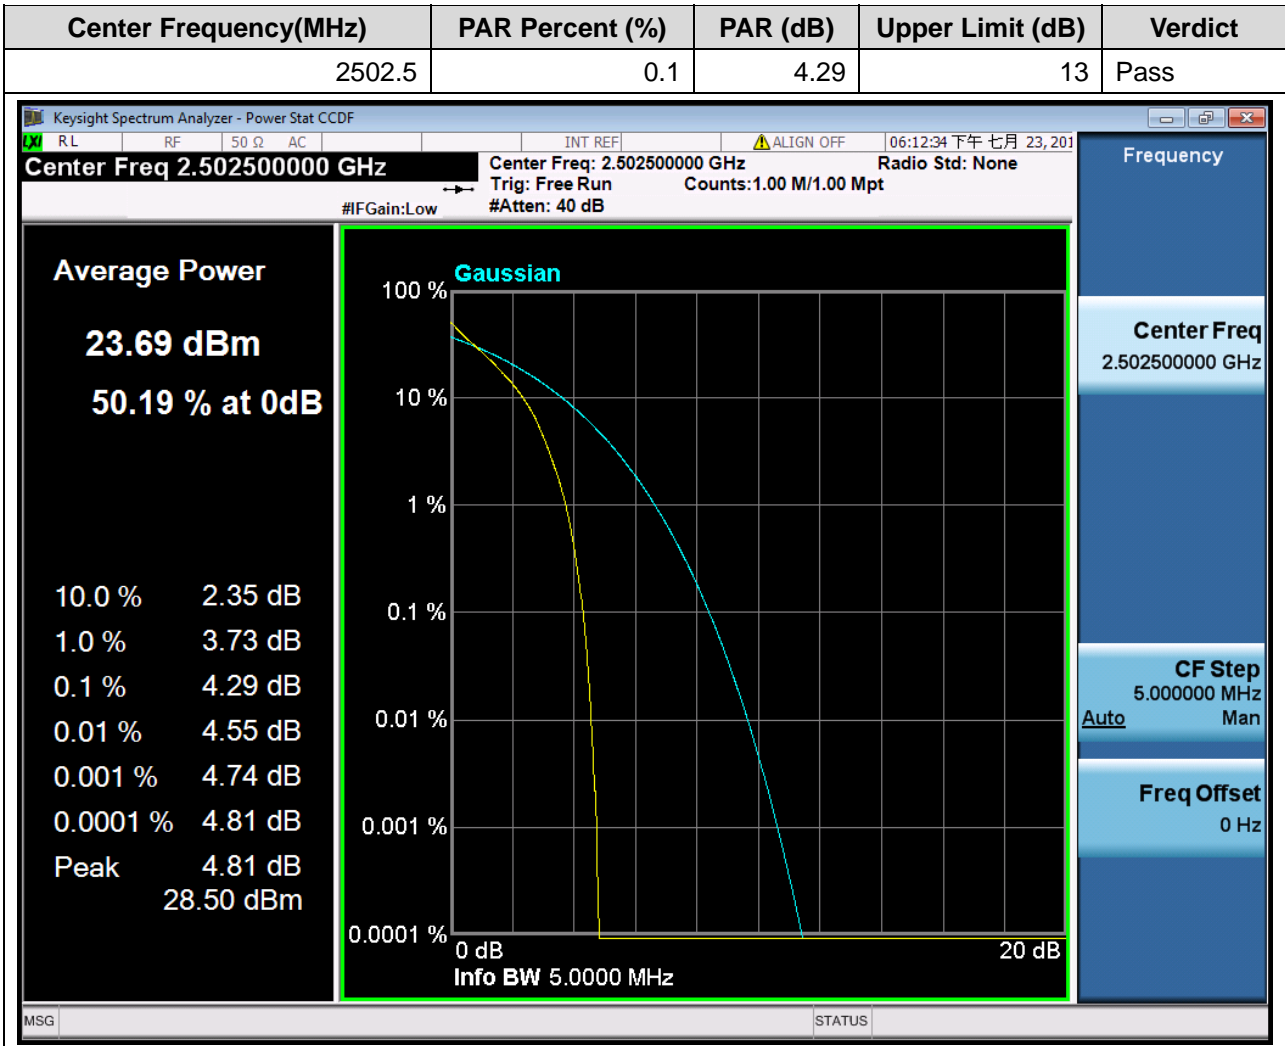 Center Frequency(MHz) PAR Percent (%) PAR (dB) Upper Limit (dB) Verdict
2502.5 0.1 4.29 13 Pass
Keysight Spectrum Analyzer - Power Stat CCDF
LXI RL RF 50 Ω AC INT REF ALIGN OFF 06:12:34 下午 七月 23, 201
Center Freq 2.502500000 GHz
Center Freq: 2.502500000 GHz Radio Std: None
Trig: Free Run Counts:1.00 M/1.00 Mpt
#IFGain:Low #Atten: 40 dB
Frequency
Average Power
23.69 dBm
50.19 % at 0dB
10.0 % 2.35 dB
1.0 % 3.73 dB
0.1 % 4.29 dB
0.01 % 4.55 dB
0.001 % 4.74 dB
0.0001 % 4.81 dB
Peak 4.81 dB
28.50 dBm
Gaussian
100 %
10 %
1 %
0.1 %
0.01 %
0.001 %
0.0001 %
0 dB 20 dB
Info BW 5.0000 MHz
Center Freq
2.502500000 GHz
CF Step
5.000000 MHz
Auto Man
Freq Offset
0 Hz
MSG STATUS